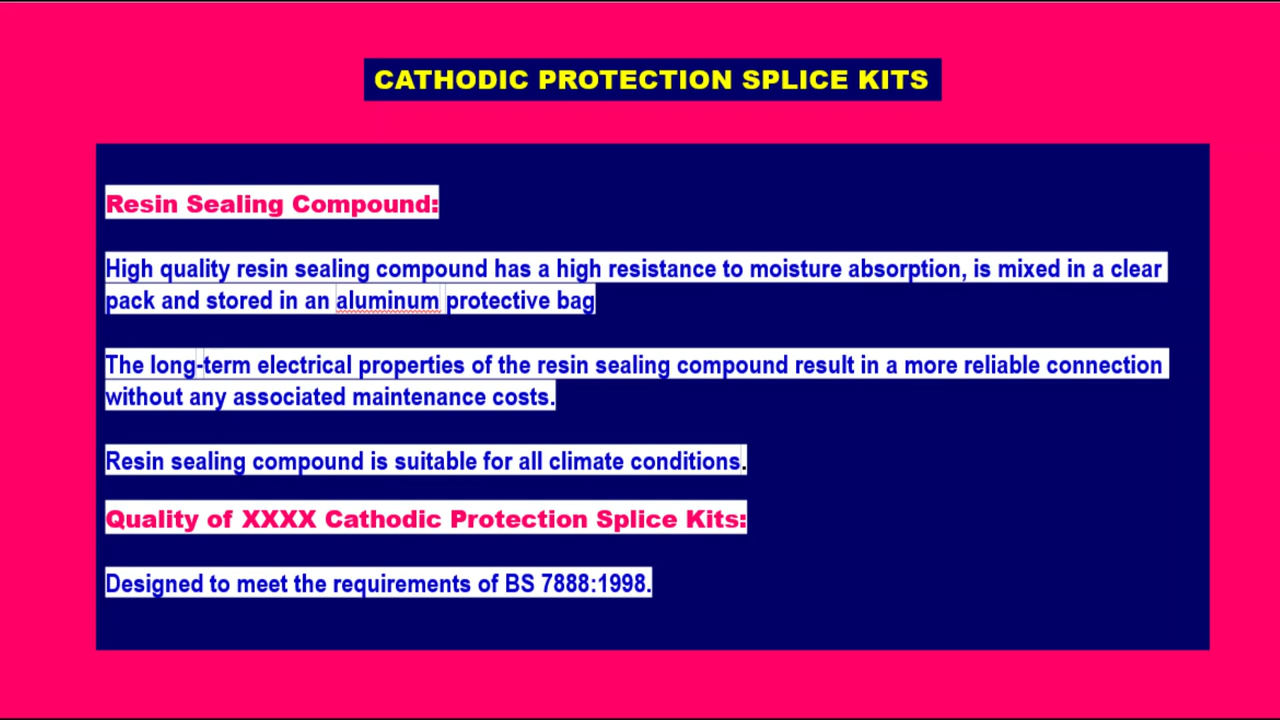 CATHODIC PROTECTION SPLICE KITS
Resin Sealing Compound:
High quality resin sealing compound has a high resistance to moisture absorption, is mixed in a clear
pack and stored in an aluminum protective bag
The long-term electrical properties of the resin sealing compound result in a more reliable connection
without any associated maintenance costs.
Resin sealing compound is suitable for all climate conditions.
Quality of XXXX Cathodic Protection Splice Kits:
Designed to meet the requirements of BS 7888:1998.